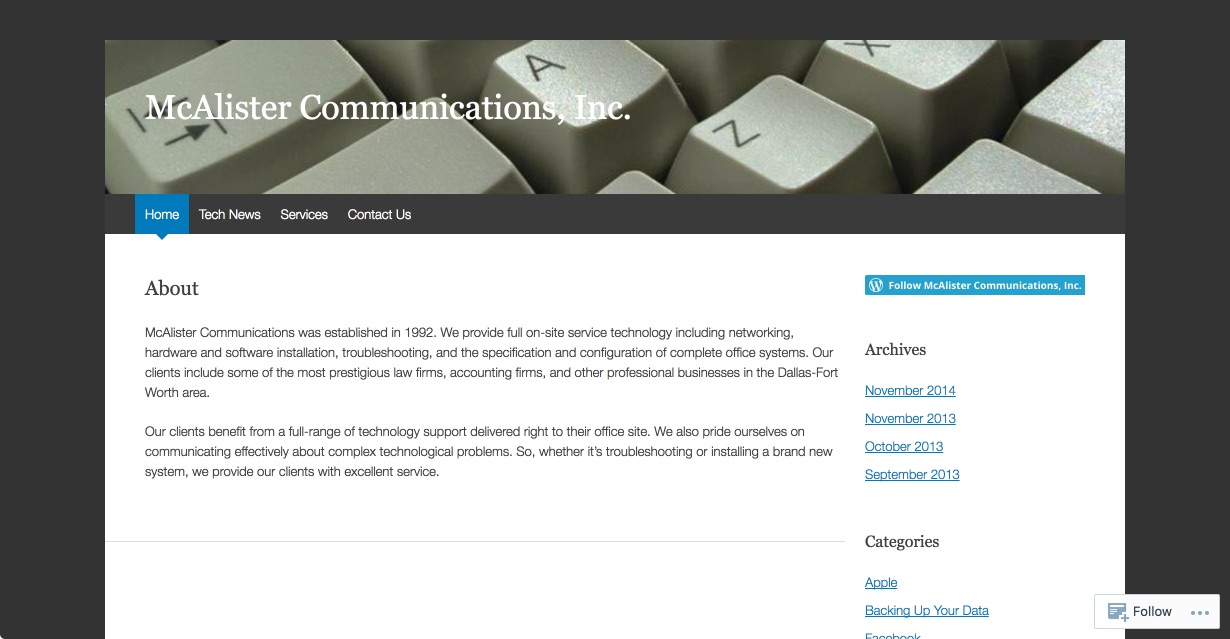 McAlister Communications, Inc.
A
X
Z
Home Tech News Services Contact Us
About
McAlister Communications was established in 1992. We provide full on-site service technology including networking,
hardware and software installation, troubleshooting, and the specification and configuration of complete office systems. Our
clients include some of the most prestigious law firms, accounting firms, and other professional businesses in the Dallas-Fort
Worth area.
Our clients benefit from a full-range of technology support delivered right to their office site. We also pride ourselves on
communicating effectively about complex technological problems. So, whether it’s troubleshooting or installing a brand new
system, we provide our clients with excellent service.
Follow McAlister Communications, Inc.
Archives
November 2014
November 2013
October 2013
September 2013
Categories
Apple
Backing Up Your Data
Facebook
Follow